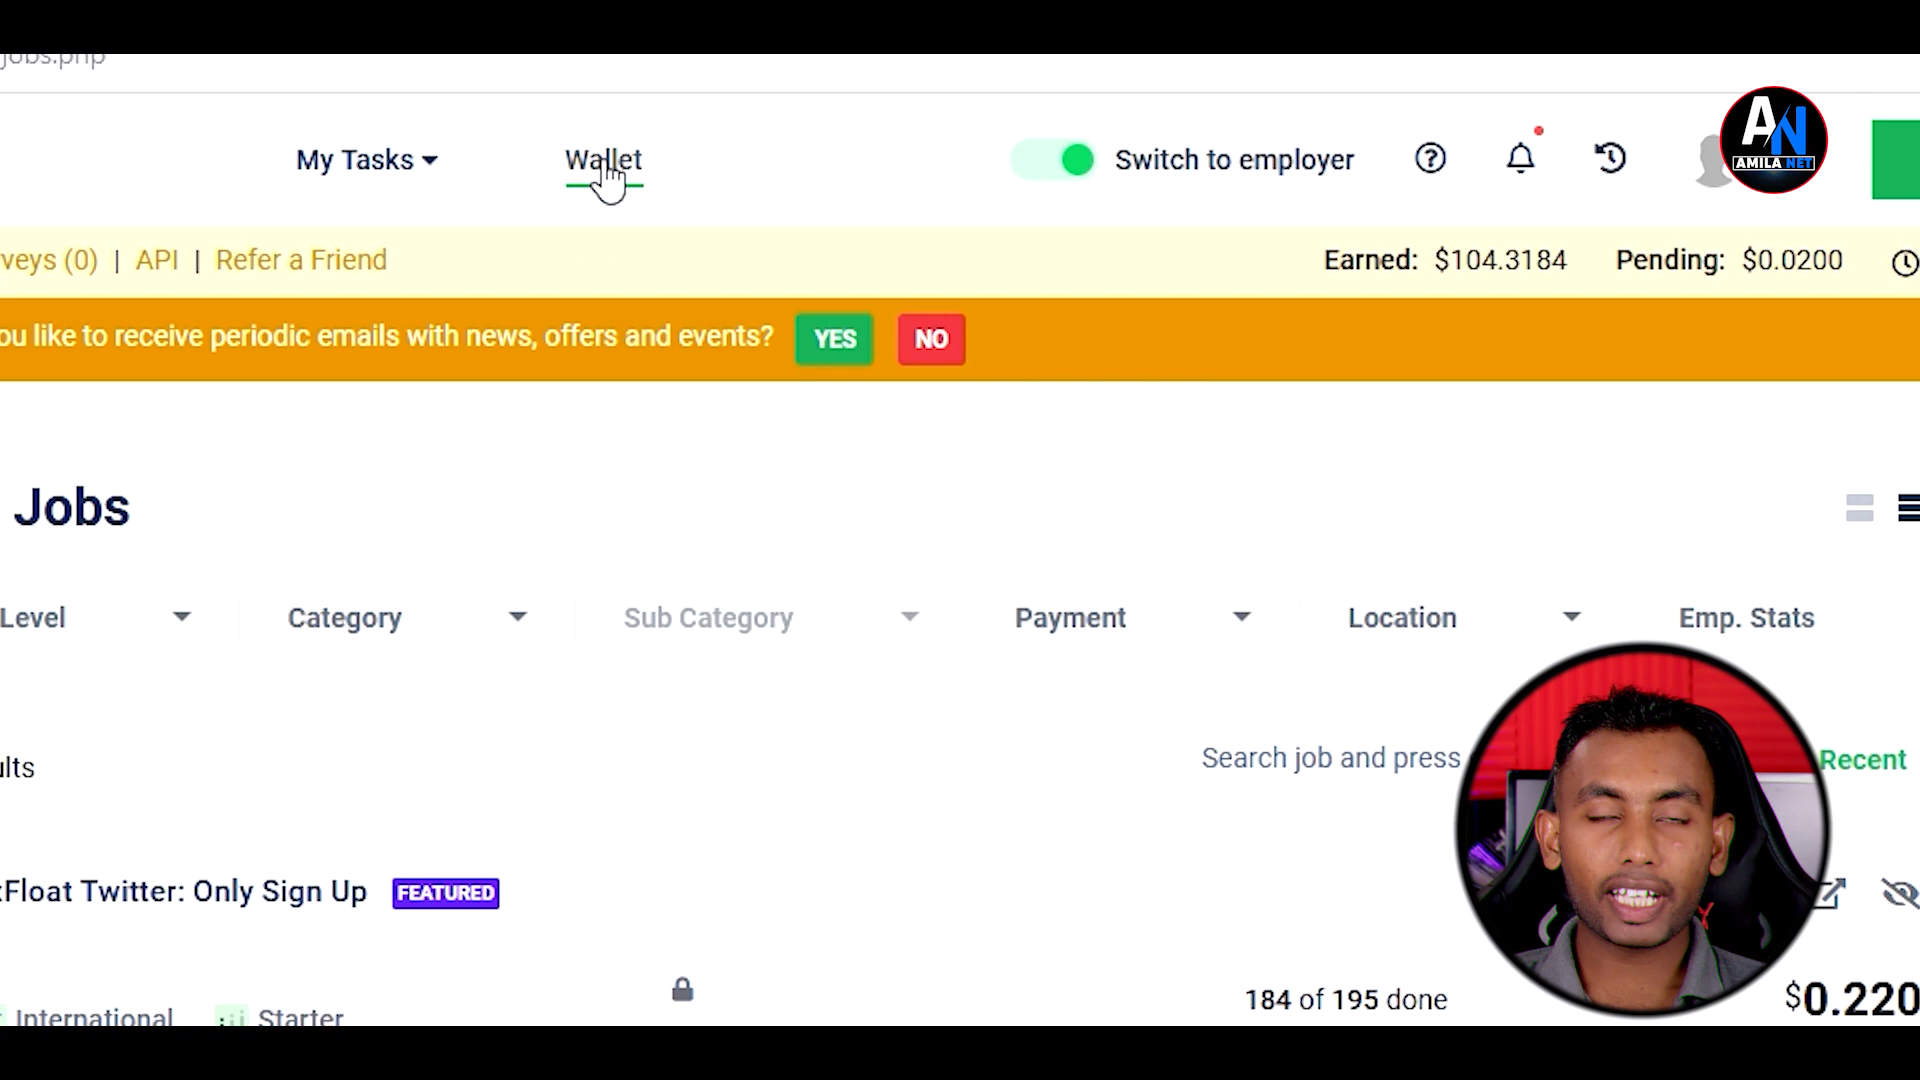 jobs.php
My Tasks Wallet Switch to employer
AN
AMILA NET
veys (0) | API | Refer a Friend Earned: $104.3184 Pending: $0.0200
ou like to receive periodic emails with news, offers and events? YES NO
Jobs
Level Category Sub Category Payment Location Emp. Stats
ults Search job and press Recent
Float Twitter: Only Sign Up FEATURED
International Starter 184 of 195 done $0.220